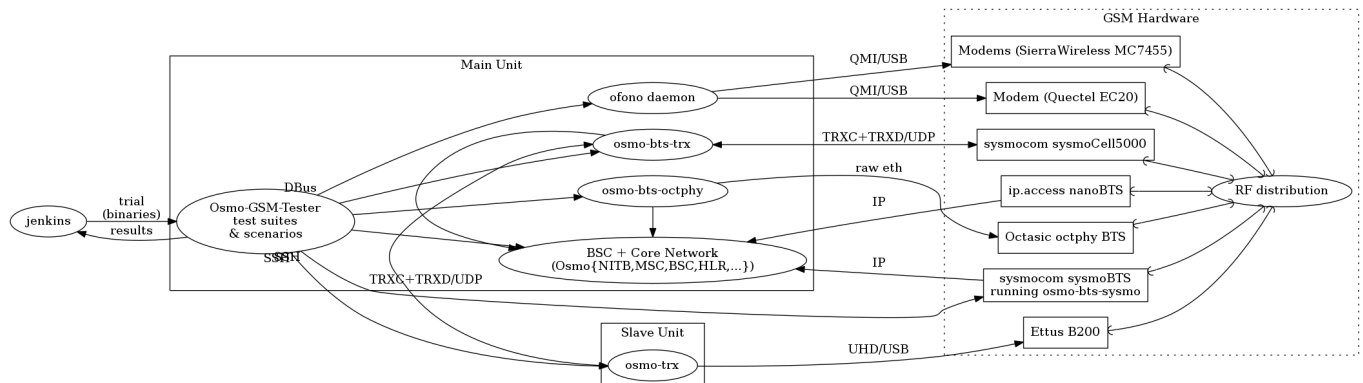 GSM Hardware
Main Unit
Modems (SierraWireless MC7455)
QMI/USB
ofono daemon
QMI/USB
Modem (Quectel EC20)
osmo-bts-trx
TRXC+TRXD/UDP
sysmocom sysmoCell5000
raw eth
DBus
osmo-bts-octphy
ip.access nanoBTS
RF distribution
IP
jenkins
trial
(binaries)
results
Osmo-GSM-Tester
test suites
& scenarios
Octasic octphy BTS
SSH
SSH
BSC + Core Network
(Osmo{NITB,MSC,BSC,HLR,...})
IP
TRXC+TRXD/UDP
sysmocom sysmoBTS
running osmo-bts-sysmo
Slave Unit
Ettus B200
osmo-trx
UHD/USB